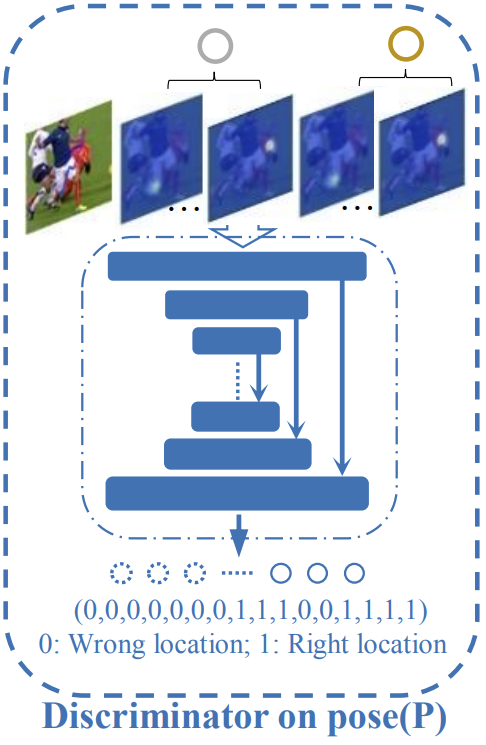 (0,0,0,0,0,0,0,1,1,1,0,0,1,1,1,1)
0: Wrong location; 1: Right location
Discriminator on pose(P)